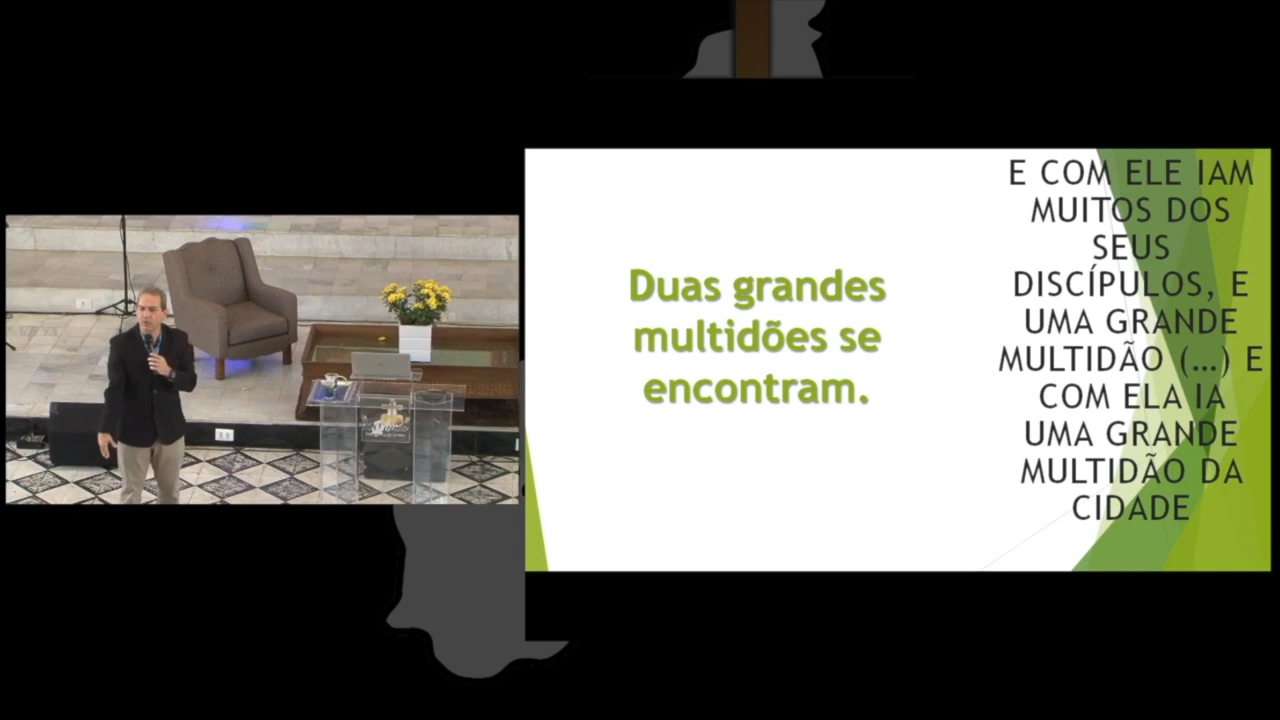 Duas grandes
multidões se
encontram.
E COM ELE IAM
MUITOS DOS
SEUS
DISCÍPULOS, E
UMA GRANDE
MULTIDÃO (...) E
COM ELA IA
UMA GRANDE
MULTIDÃO DA
CIDADE